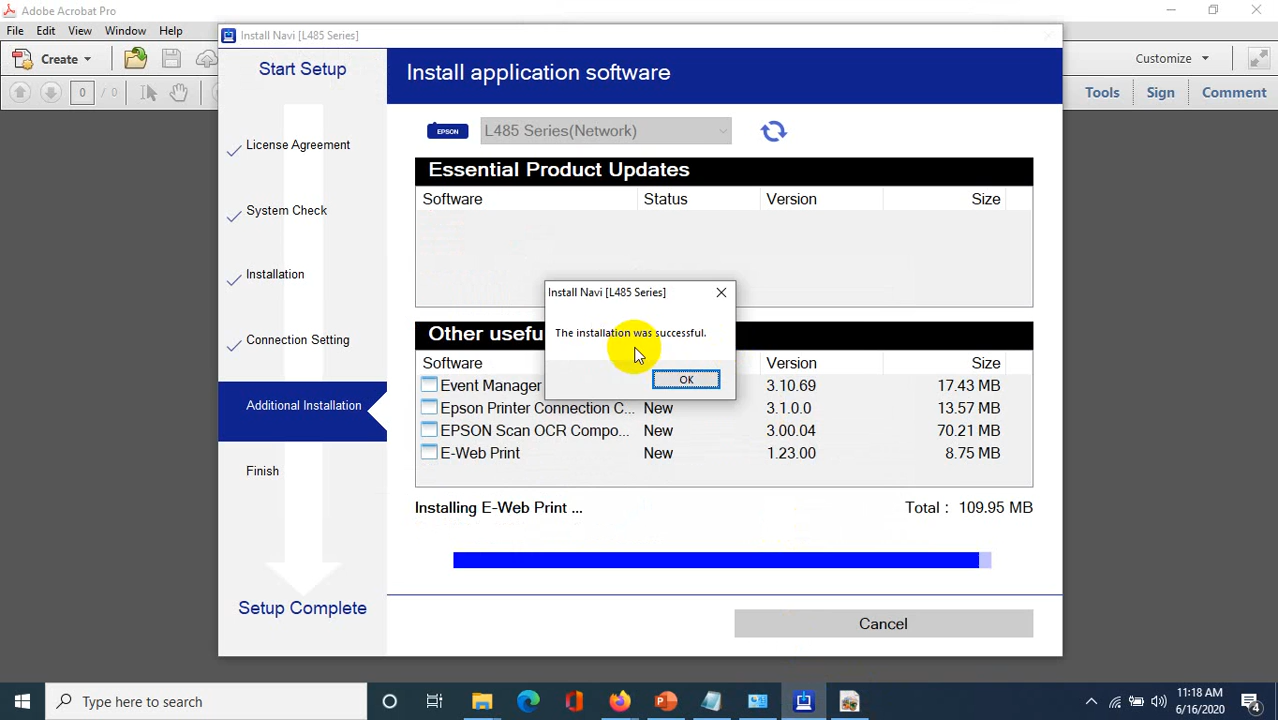 Adobe Acrobat Pro
File Edit View Window Help
Create
Customize
0 / 0
Tools Sign Comment
Install Navi [L485 Series]
Start Setup
License Agreement
System Check
Installation
Connection Setting
Additional Installation
Finish
Setup Complete
Install application software
EPSON L485 Series(Network)
Essential Product Updates
Software Status Version Size
Install Navi [L485 Series]
The installation was successful.
OK
Other usefu
Software Version Size
Event Manager 3.10.69 17.43 MB
Epson Printer Connection C... New 3.1.0.0 13.57 MB
EPSON Scan OCR Compo... New 3.00.04 70.21 MB
E-Web Print New 1.23.00 8.75 MB
Installing E-Web Print ... Total : 109.95 MB
Cancel
Type here to search
11:18 AM
6/16/2020
4